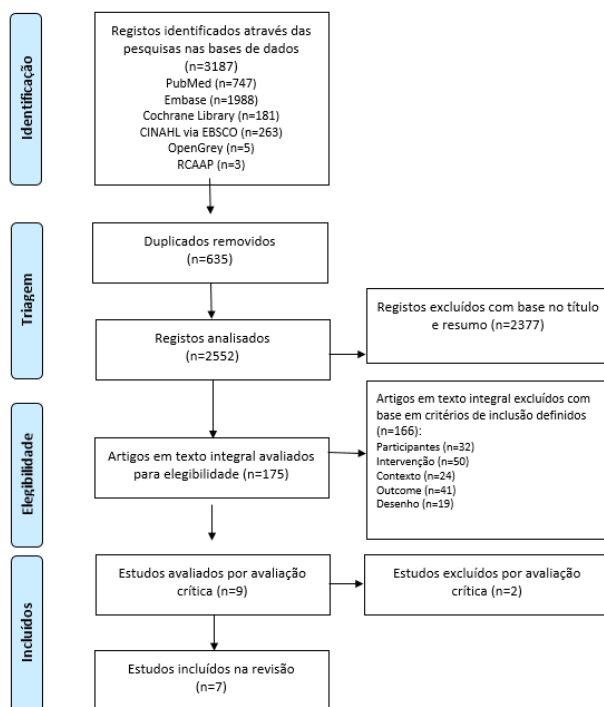 Identificação
Registos identificados através das
pesquisas nas bases de dados
(n=3187)
PubMed (n=747)
Embase (n=1988)
Cochrane Library (n=181)
CINAHL via EBSCO (n=263)
OpenGrey (n=5)
RCAAP (n=3)
Triagem
Duplicados removidos
(n=635)
Registos analisados
(n=2552)
Registos excluídos com base no título
e resumo (n=2377)
Elegibilidade
Artigos em texto integral avaliados
para elegibilidade (n=175)
Artigos em texto integral excluídos com
base em critérios de inclusão definidos
(n=166):
Participantes (n=32)
Intervenção (n=50)
Contexto (n=24)
Outcome (n=41)
Desenho (n=19)
Incluídos
Estudos avaliados por avaliação
crítica (n=9)
Estudos excluídos por avaliação
crítica (n=2)
Estudos incluídos na revisão
(n=7)